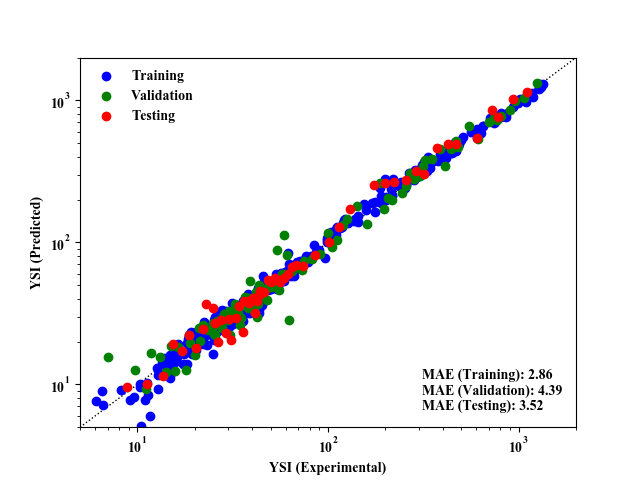 Training
Validation
Testing
10³
10²
10¹
YSI (Predicted)
MAE (Training): 2.86
MAE (Validation): 4.39
MAE (Testing): 3.52
10¹ 10² 10³
YSI (Experimental)